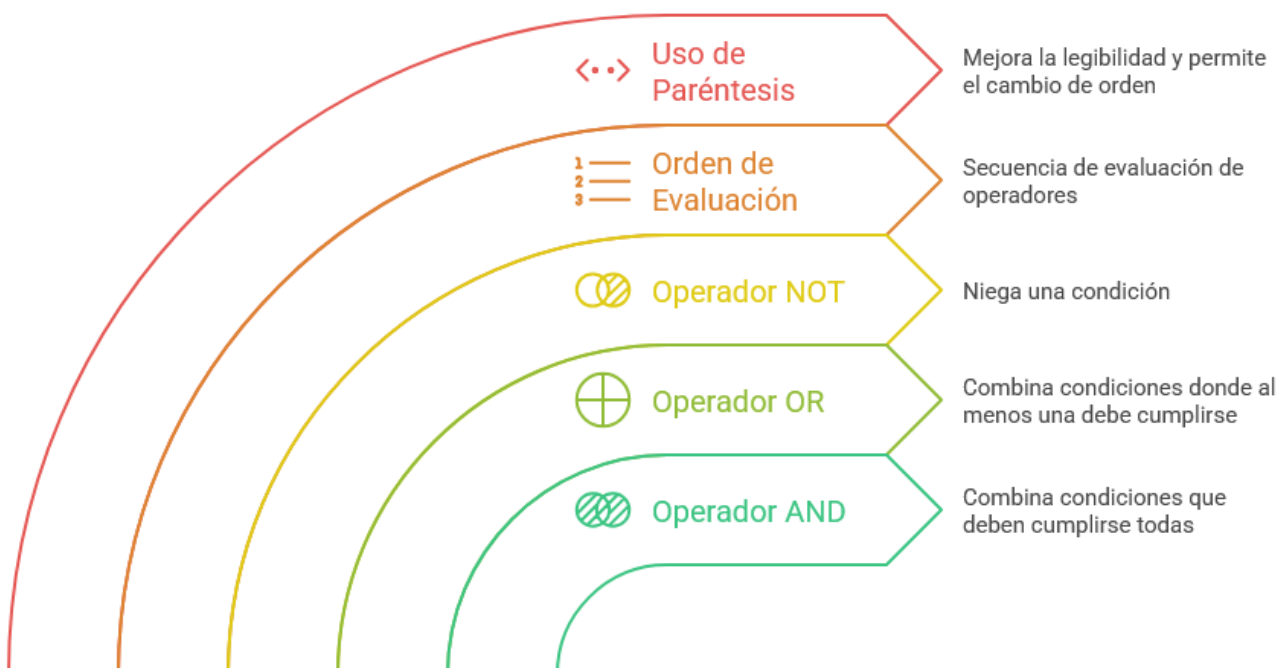 Uso de
Paréntesis
Mejora la legibilidad y permite
el cambio de orden
1
2
3
Orden de
Evaluación
Secuencia de evaluación de
operadores
Operador NOT
Niega una condición
Operador OR
Combina condiciones donde al
menos una debe cumplirse
Operador AND
Combina condiciones que
deben cumplirse todas